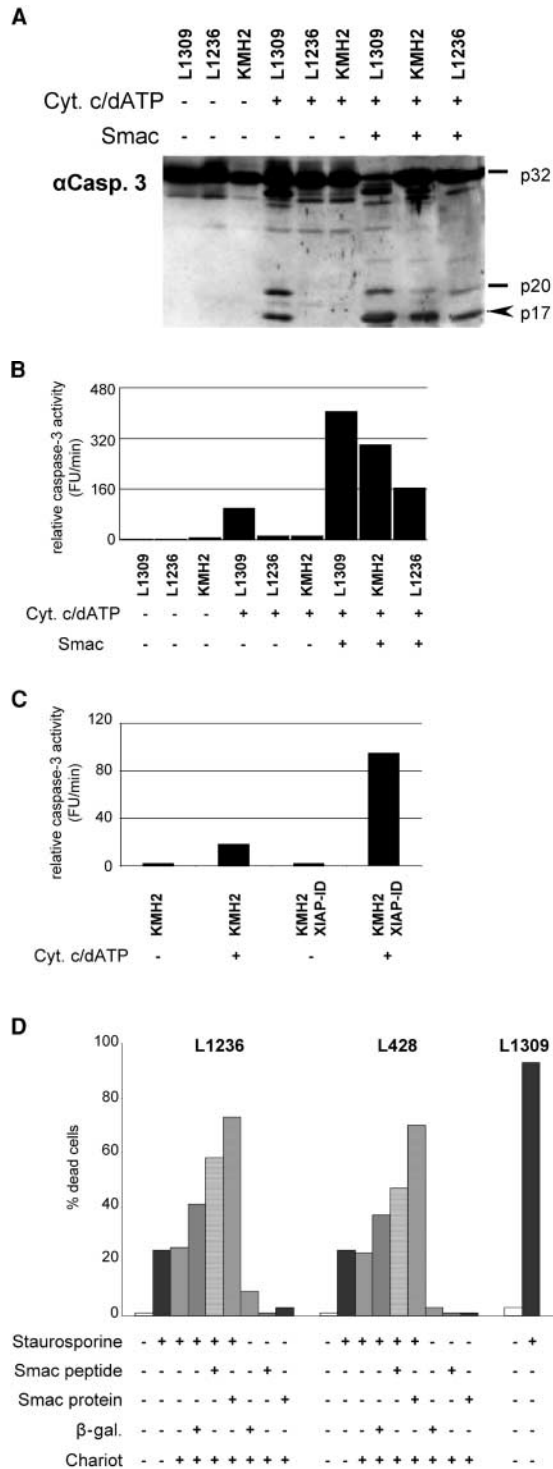 A
L1309 L1236 KMH2 L1309 L1236 KMH2 L1309 KMH2 L1236
Cyt. c/dATP - - - + + + + + +
Smac - - - - - - + + +
αCasp. 3
p32
p20
p17
B
relative caspase-3 activity
(FU/min)
480
320
160
0
L1309 L1236 KMH2 L1309 L1236 KMH2 L1309 KMH2 L1236
Cyt. c/dATP - - - + + + + + +
Smac - - - - - - + + +
C
relative caspase-3 activity
(FU/min)
120
80
40
0
KMH2 KMH2 KMH2 XIAP-ID KMH2 XIAP-ID
Cyt. c/dATP - + - +
D
L1236 L428 L1309
% dead cells
100
80
60
40
20
0
Staurosporine - + + + + + - - - - + + + + + - - - - +
Smac peptide - - - - + - - + - - - - - + - - + - - -
Smac protein - - - - - + - - + - - - - - + - - + - -
β-gal. - - - + - - + - - - - - + - - + - - - -
Chariot - - + + + + + + + - - + + + + + + + - -